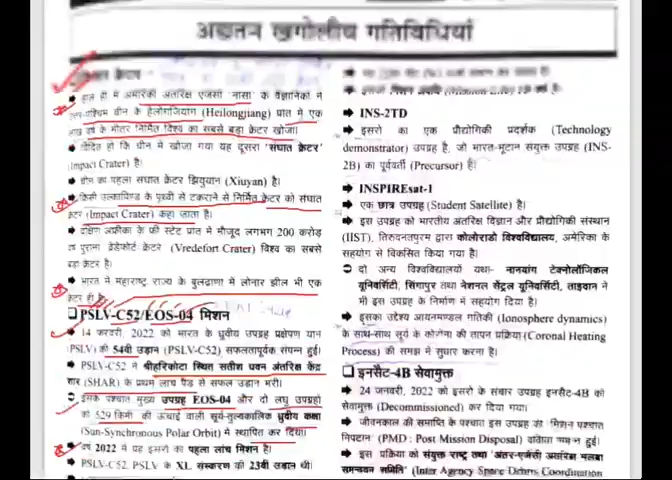 अद्यतन खगोलीय गतिविधियां
क्रेटर
हाल ही में अमेरिकी अंतरिक्ष एजेंसी 'नासा' के वैज्ञानिकों ने
चीन के हेलोंगजियांग (Heilongjiang) प्रांत में एक
लाख वर्ष के भीतर निर्मित विश्व का सबसे बड़ा क्रेटर खोजा।
विदित हो कि चीन में खोजा गया यह दूसरा 'संघात क्रेटर'
(Impact Crater) है।
चीन का पहला संघात क्रेटर झियुयान (Xiuyan) है।
किसी उल्कापिण्ड के पृथ्वी से टकराने से निर्मित क्रेटर को संघात
क्रेटर (Impact Crater) कहा जाता है।
दक्षिण अफ्रीका के फ्री स्टेट प्रांत में मौजूद लगभग 200 करोड़
वर्ष पुराना व्रेडेफोर्ट क्रेटर (Vredefort Crater) विश्व का सबसे
बड़ा क्रेटर है।
भारत में महाराष्ट्र राज्य के बुलढाणा में लोनार झील भी एक
क्रेटर ही है।
PSLV-C52/EOS-04 मिशन
14 फरवरी, 2022 को भारत के ध्रुवीय उपग्रह प्रक्षेपण यान
(PSLV) की 54वीं उड़ान (PSLV-C52) सफलतापूर्वक संपन्न हुई।
PSLV-C52 ने श्रीहरिकोटा स्थित सतीश धवन अंतरिक्ष केंद्र
शार (SHAR) के प्रथम लांच पैड से सफल उड़ान भरी।
इसके पश्चात मुख्य उपग्रह EOS-04 और दो लघु उपग्रहों
को 529 किमी. की ऊंचाई वाली सूर्य-तुल्यकालिक ध्रुवीय कक्षा
(Sun-Synchronous Polar Orbit) में स्थापित कर दिया।
वर्ष 2022 में यह इसरो का पहला लांच मिशन है।
PSLV-C52, PSLV के XL संस्करण की 23वीं उड़ान थी।
INS-2TD
इसरो का एक प्रौद्योगिकी प्रदर्शक (Technology
demonstrator) उपग्रह है, जो भारत-भूटान संयुक्त उपग्रह (INS-
2B) का पूर्ववर्ती (Precursor) है।
INSPIREsat-1
एक छात्र उपग्रह (Student Satellite) है।
इस उपग्रह को भारतीय अंतरिक्ष विज्ञान और प्रौद्योगिकी संस्थान
(IIST), तिरुवनंतपुरम द्वारा कोलोराडो विश्वविद्यालय, अमेरिका के
सहयोग से विकसित किया गया है।
दो अन्य विश्वविद्यालयों यथा- नानयांग टेक्नोलॉजिकल
यूनिवर्सिटी, सिंगापुर तथा नेशनल सेंट्रल यूनिवर्सिटी, ताइवान ने
भी इस उपग्रह के निर्माण में सहयोग दिया है।
इसका उद्देश्य आयनमण्डल गतिकी (Ionosphere dynamics)
के साथ-साथ सूर्य के कोरोना की तापन प्रक्रिया (Coronal Heating
Process) की समझ में सुधार करना है।
इनसैट-4B सेवामुक्त
24 जनवरी, 2022 को इसरो के संचार उपग्रह इनसैट-4B को
सेवामुक्त (Decommissioned) कर दिया गया।
जीवनकाल की समाप्ति के पश्चात इस उपग्रह का 'मिशन पश्चात
निपटान' (PMD : Post Mission Disposal) हुआ।
इस प्रक्रिया को संयुक्त राष्ट्र तथा 'अंतर-एजेंसी अंतरिक्ष मलबा
समन्वयन समिति' (Inter Agency Space Debris Coordination